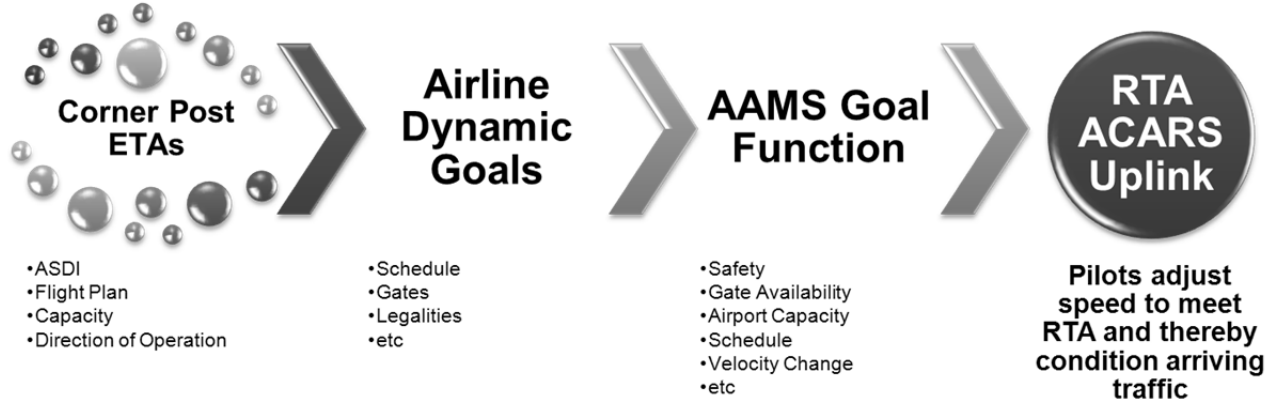 Corner Post
ETAs
•ASDI
•Flight Plan
•Capacity
•Direction of Operation
Airline
Dynamic
Goals
•Schedule
•Gates
•Legalities
•etc
AAMS Goal
Function
•Safety
•Gate Availability
•Airport Capacity
•Schedule
•Velocity Change
•etc
RTA
ACARS
Uplink
Pilots adjust
speed to meet
RTA and thereby
condition arriving
traffic